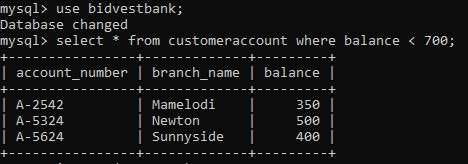 mysql> use bidvestbank;
Database changed
mysql> select * from customeraccount where balance < 700;
+----------------+-------------+---------+
| account_number | branch_name | balance |
+----------------+-------------+---------+
| A-2542         | Mamelodi    |     350 |
| A-5324         | Newton      |     500 |
| A-5624         | Sunnyside   |     400 |
+----------------+-------------+---------+